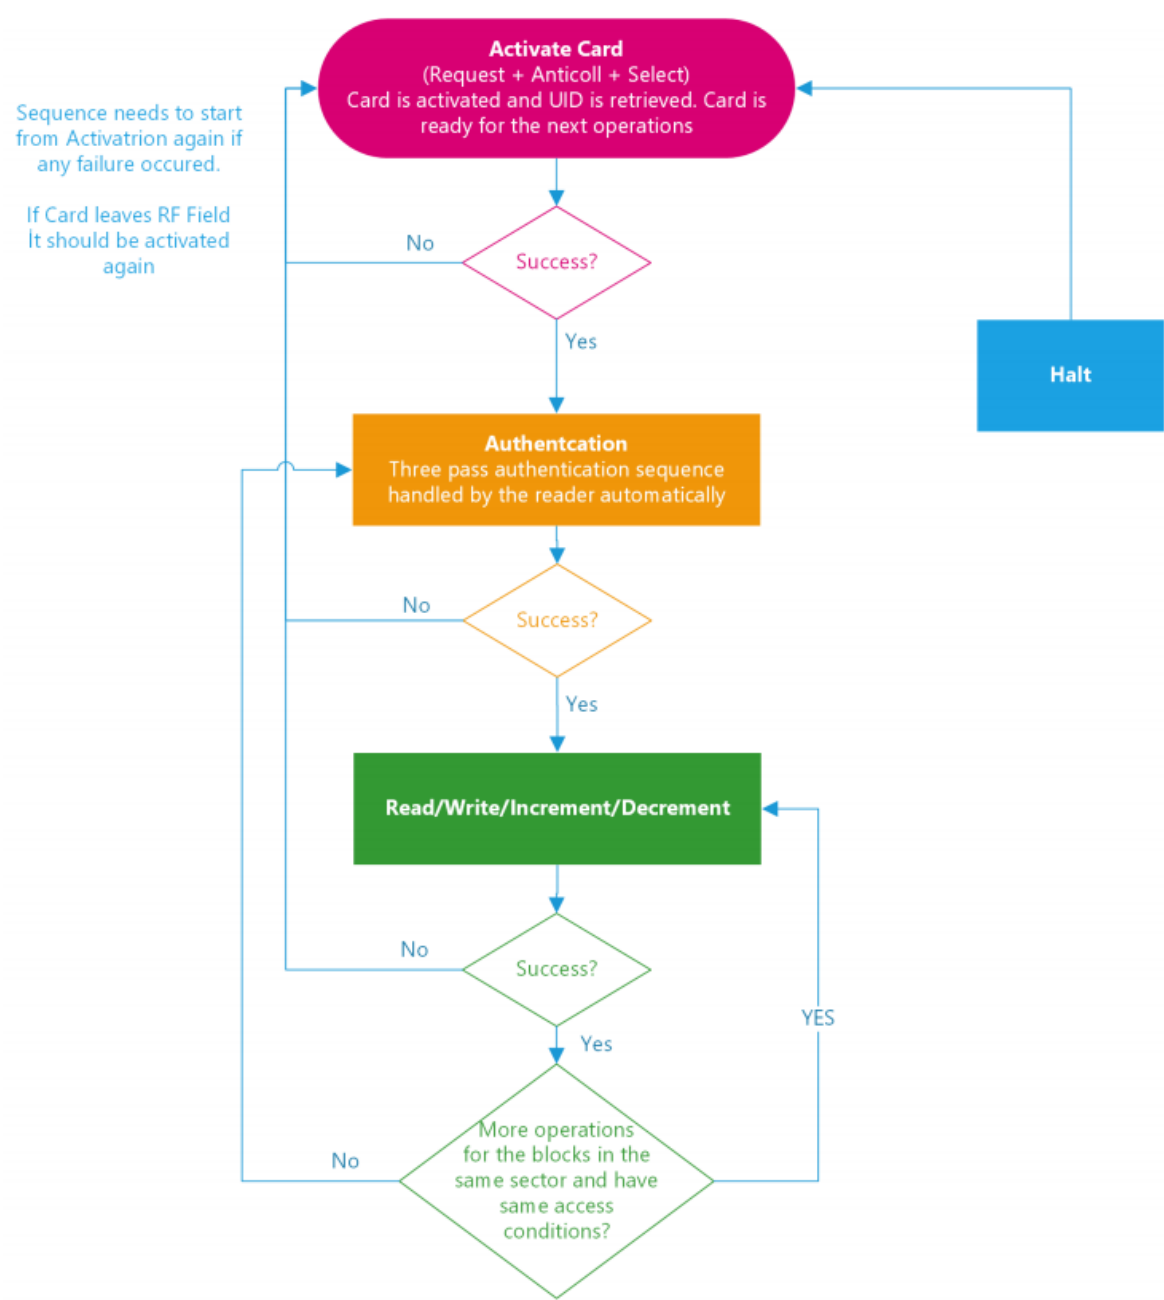 Activate Card
(Request + Anticoll + Select)
Card is activated and UID is retrieved. Card is
ready for the next operations
Sequence needs to start
from Activatrion again if
any failure occured.
If Card leaves RF Field
İt should be activated
again
No
Success?
Yes
Halt
Authentcation
Three pass authentication sequence
handled by the reader automatically
No
Success?
Yes
Read/Write/Increment/Decrement
No
Success?
YES
Yes
More operations
for the blocks in the
same sector and have
same access
conditions?
No